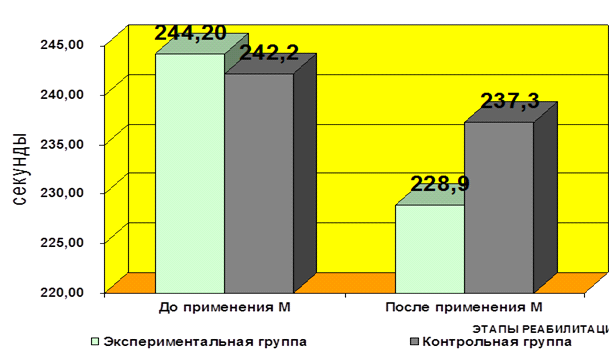 244,20
242,2
237,3
228,9
245,00
240,00
235,00
230,00
225,00
220,00
секунды
До применения М
После применения М
ЭТАПЫ РЕАБИЛИТАЦИ
Экспериментальная группа
Контрольная группа